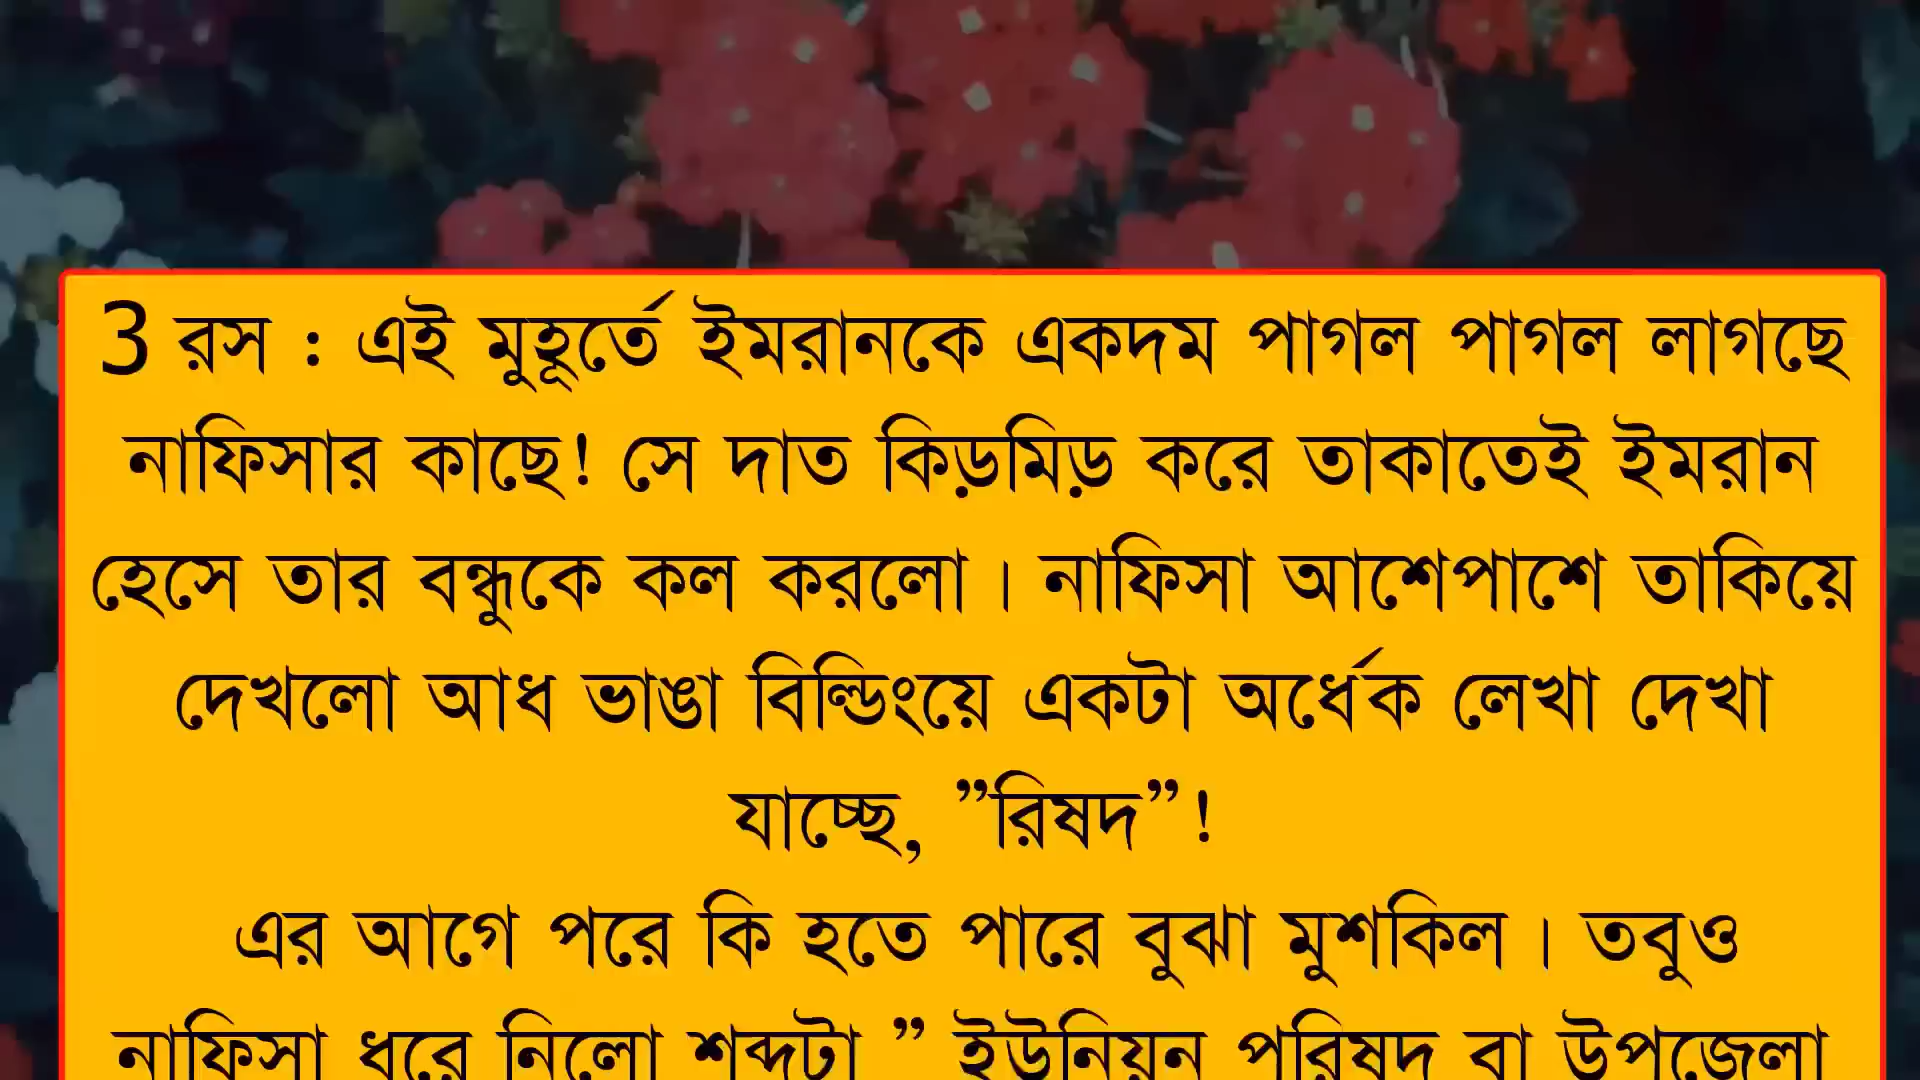 3 রস : এই মুহূর্তে ইমরানকে একদম পাগল পাগল লাগছে
নাফিসার কাছে! সে দাত কিড়মিড় করে তাকাতেই ইমরান
হেসে তার বন্ধুকে কল করলো। নাফিসা আশেপাশে তাকিয়ে
দেখলো আধ ভাঙা বিল্ডিংয়ে একটা অর্ধেক লেখা দেখা
যাচ্ছে, ”রিষদ”!
এর আগে পরে কি হতে পারে বুঝা মুশকিল। তবুও
নাফিসা ধরে নিলো শব্দটা ” ইউনিয়ন পরিষদ বা উপজেলা